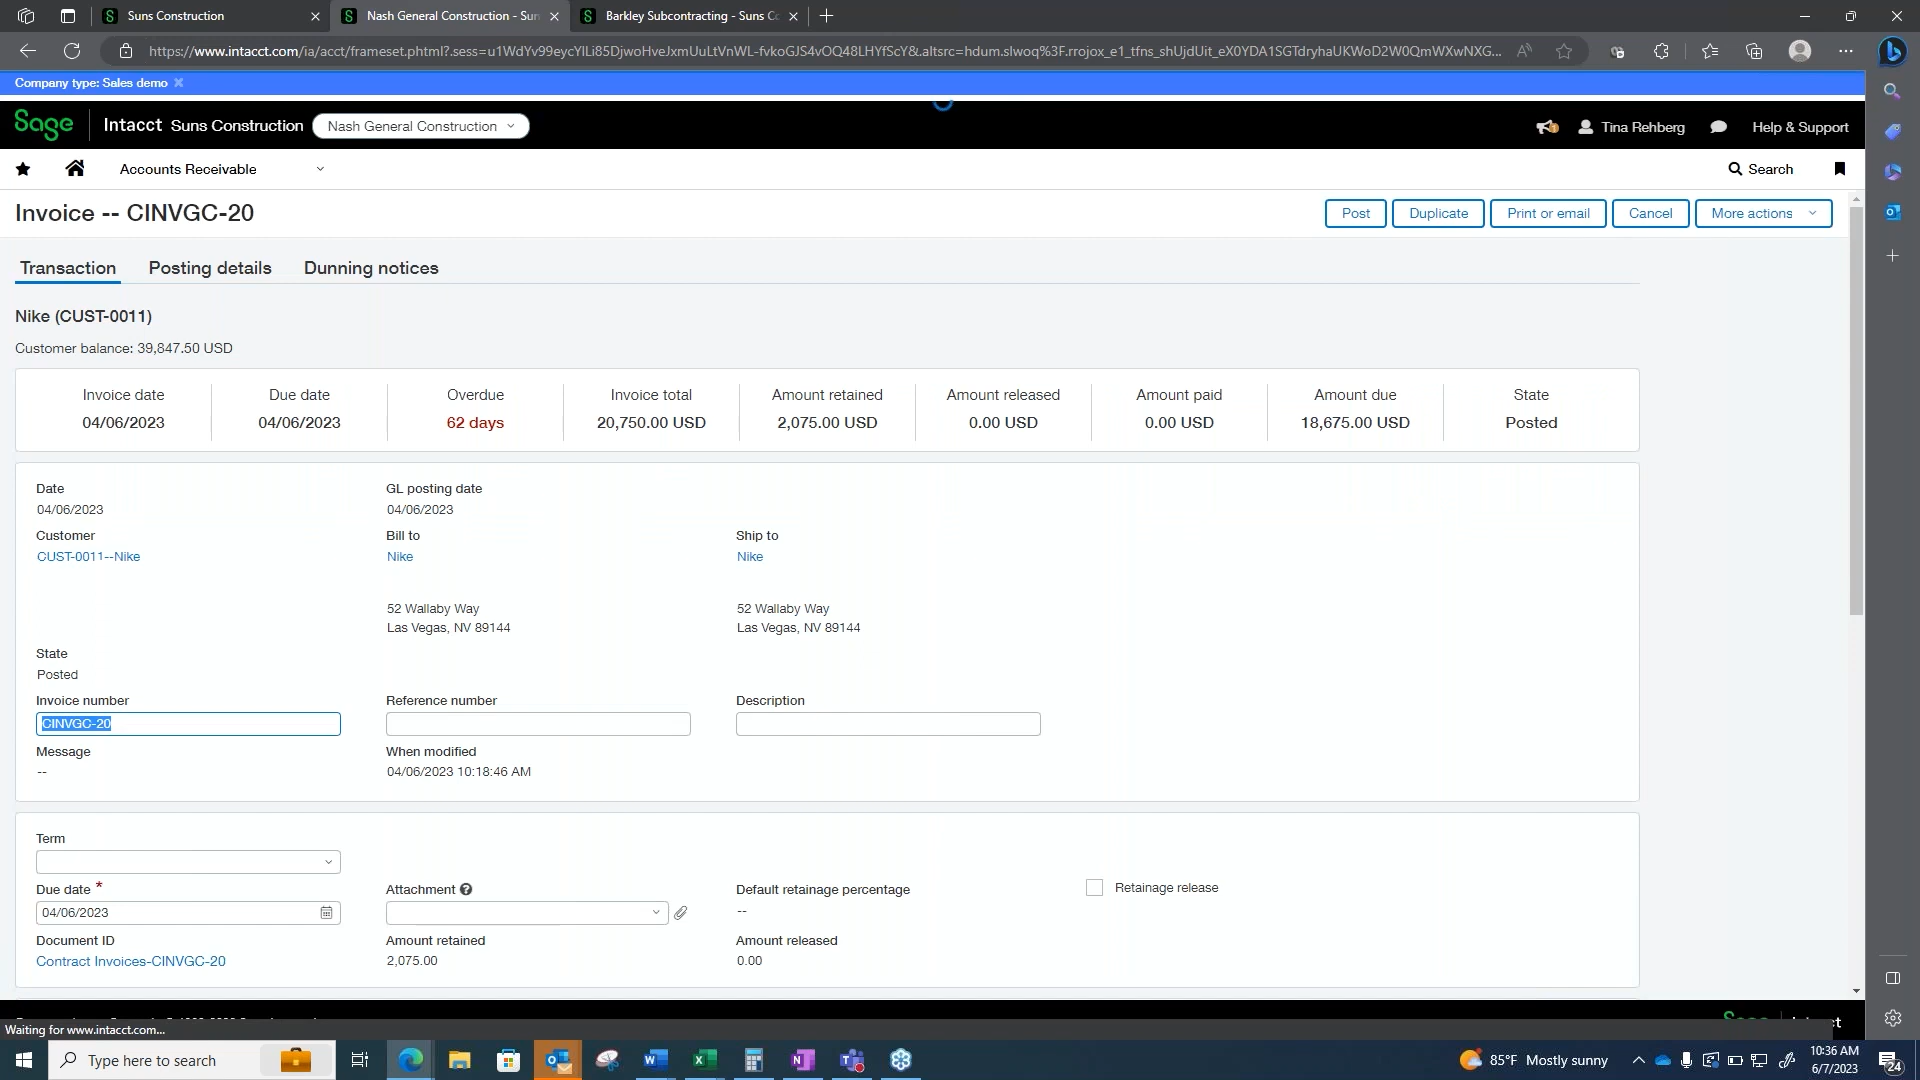 Suns Construction
Nash General Construction - Sun
Barkley Subcontracting - Suns Co
https://www.intacct.com/ia/acct/frameset.phtml?.sess=u1WdYv99eycYlLi85DjwoHveJxmUuLtVnWL-fvkoGJS4vOQ48LHYfScY&.altsrc=hdum.slwoq%3F.rrojox_e1_tfns_shUjdUit_eX0YDA1SGTdryhaUKWoD2W0QmWXwNXG...
Company type: Sales demo
Sage Intacct Suns Construction Nash General Construction
Tina Rehberg Help & Support
Accounts Receivable Search
Invoice -- CINVGC-20
Post Duplicate Print or email Cancel More actions
Transaction Posting details Dunning notices
Nike (CUST-0011)
Customer balance: 39,847.50 USD
Invoice date Due date Overdue Invoice total Amount retained Amount released Amount paid Amount due State
04/06/2023 04/06/2023 62 days 20,750.00 USD 2,075.00 USD 0.00 USD 0.00 USD 18,675.00 USD Posted
Date GL posting date
04/06/2023 04/06/2023
Customer Bill to Ship to
CUST-0011--Nike Nike Nike
52 Wallaby Way 52 Wallaby Way
Las Vegas, NV 89144 Las Vegas, NV 89144
State
Posted
Invoice number Reference number Description
CINVGC-20
Message When modified
-- 04/06/2023 10:18:46 AM
Term
Due date * Attachment Default retainage percentage Retainage release
04/06/2023 --
Document ID Amount retained Amount released
Contract Invoices-CINVGC-20 2,075.00 0.00
Waiting for www.intacct.com...
Type here to search
85°F Mostly sunny
10:36 AM
6/7/2023
24